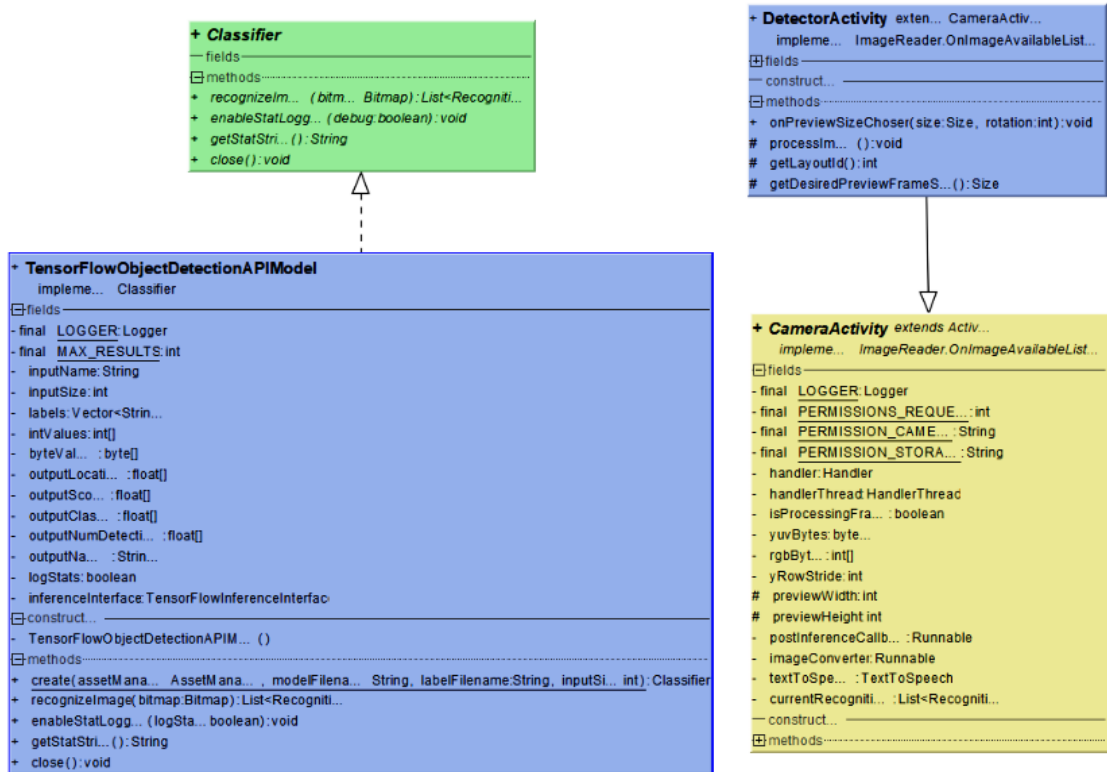 + Classifier
fields
methods
+ recognizeIm... (bitm... Bitmap):List<Recogniti...
+ enableStatLogg... (debug:boolean):void
+ getStatStri...():String
+ close():void
+ DetectorActivity exten... CameraActiv...
impleme... ImageReader.OnImageAvailableList...
fields
construct...
methods
+ onPreviewSizeChoser(size:Size, rotation:int):void
# processIm... ():void
# getLayoutId():int
# getDesiredPreviewFrameS...():Size
+ TensorFlowObjectDetectionAPIModel
impleme... Classifier
fields
- final LOGGER:Logger
- final MAX_RESULTS:int
- inputName:String
- inputSize:int
- labels:Vector<Strin...
- intValues:int[]
- byteVal... :byte[]
- outputLocati... :float[]
- outputSco... :float[]
- outputClas... :float[]
- outputNumDetecti... :float[]
- outputNa... :Strin...
- logStats:boolean
- inferenceInterface:TensorFlowInferenceInterfac
construct...
- TensorFlowObjectDetectionAPIM... ()
methods
+ create(assetMana... AssetMana... , modelFilena... String, labelFilename:String, inputSi... int):Classifier
+ recognizeImage(bitmap:Bitmap):List<Recogniti...
+ enableStatLogg... (logSta... boolean):void
+ getStatStri...():String
+ close():void
+ CameraActivity extends Activ...
impleme... ImageReader.OnImageAvailableList...
fields
- final LOGGER:Logger
- final PERMISSIONS_REQUE...:int
- final PERMISSION_CAME... :String
- final PERMISSION_STORA... :String
- handler:Handler
- handlerThread:HandlerThread
- isProcessingFra... :boolean
- yuvBytes:byte...
- rgbByt... :int[]
- yRowStride:int
# previewWidth:int
# previewHeight:int
- postInferenceCallb... :Runnable
- imageConverter:Runnable
- textToSpe... :TextToSpeech
- currentRecogniti... :List<Recogniti...
construct...
methods